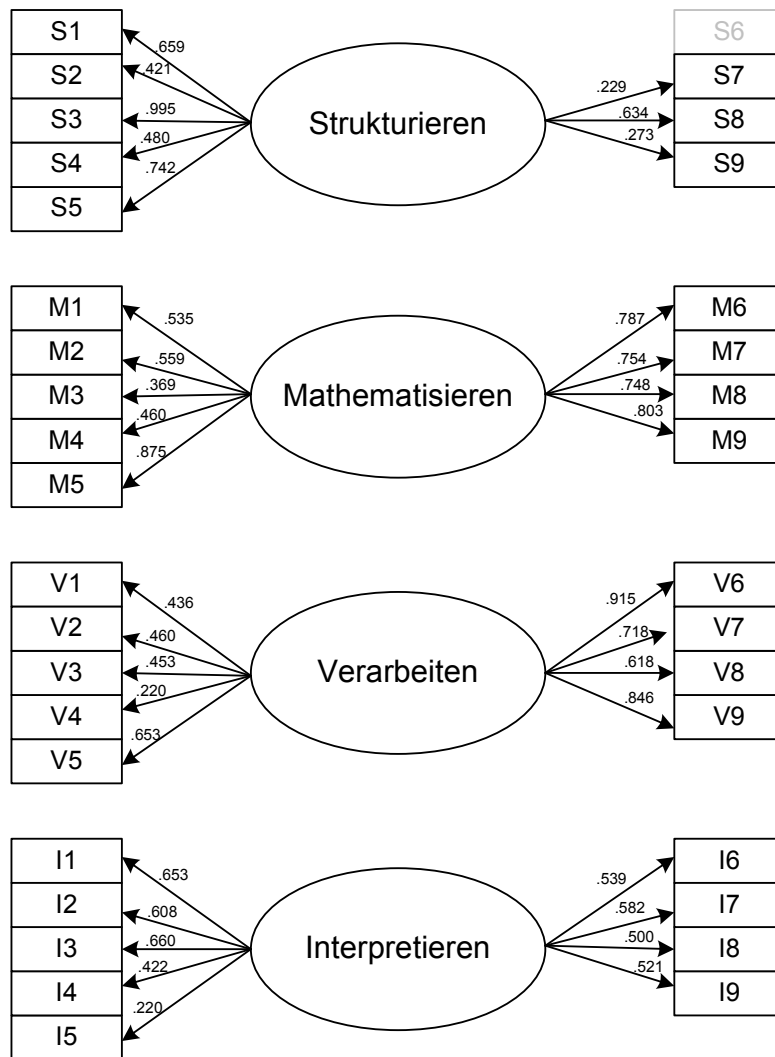 S1
S2
S3
S4
S5
.659
.421
.995
.480
.742
Strukturieren
.229
.634
.273
S6
S7
S8
S9
M1
M2
M3
M4
M5
.535
.559
.369
.460
.875
Mathematisieren
.787
.754
.748
.803
M6
M7
M8
M9
V1
V2
V3
V4
V5
.436
.460
.453
.220
.653
Verarbeiten
.915
.718
.618
.846
V6
V7
V8
V9
I1
I2
I3
I4
I5
.653
.608
.660
.422
.220
Interpretieren
.539
.582
.500
.521
I6
I7
I8
I9